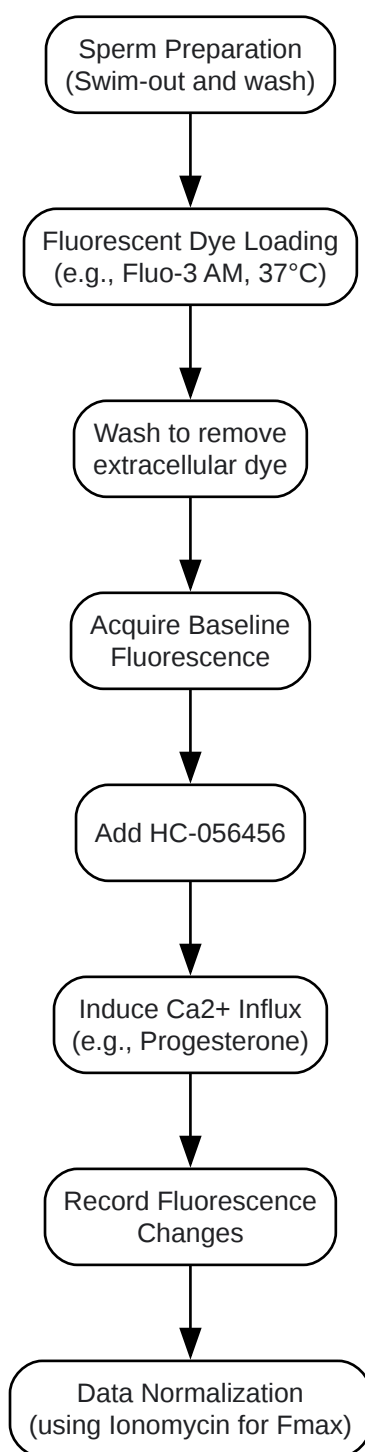 Sperm Preparation
(Swim-out and wash)
Fluorescent Dye Loading
(e.g., Fluo-3 AM, 37°C)
Wash to remove
extracellular dye
Acquire Baseline
Fluorescence
Add HC-056456
Induce Ca2+ Influx
(e.g., Progesterone)
Record Fluorescence
Changes
Data Normalization
(using Ionomycin for Fmax)